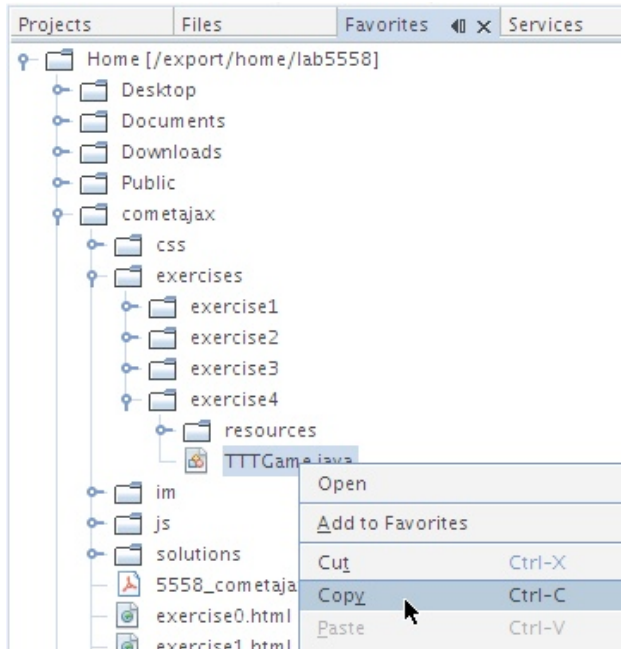 Projects Files Favorites Services
Home [/export/home/lab5558]
Desktop
Documents
Downloads
Public
cometajax
css
exercises
exercise1
exercise2
exercise3
exercise4
resources
TTTGame.java
Open
im
Add to Favorites
js
solutions
Cut Ctrl-X
5558_cometaja
Copy Ctrl-C
exercise0.html
Paste Ctrl-V
exercise1.html